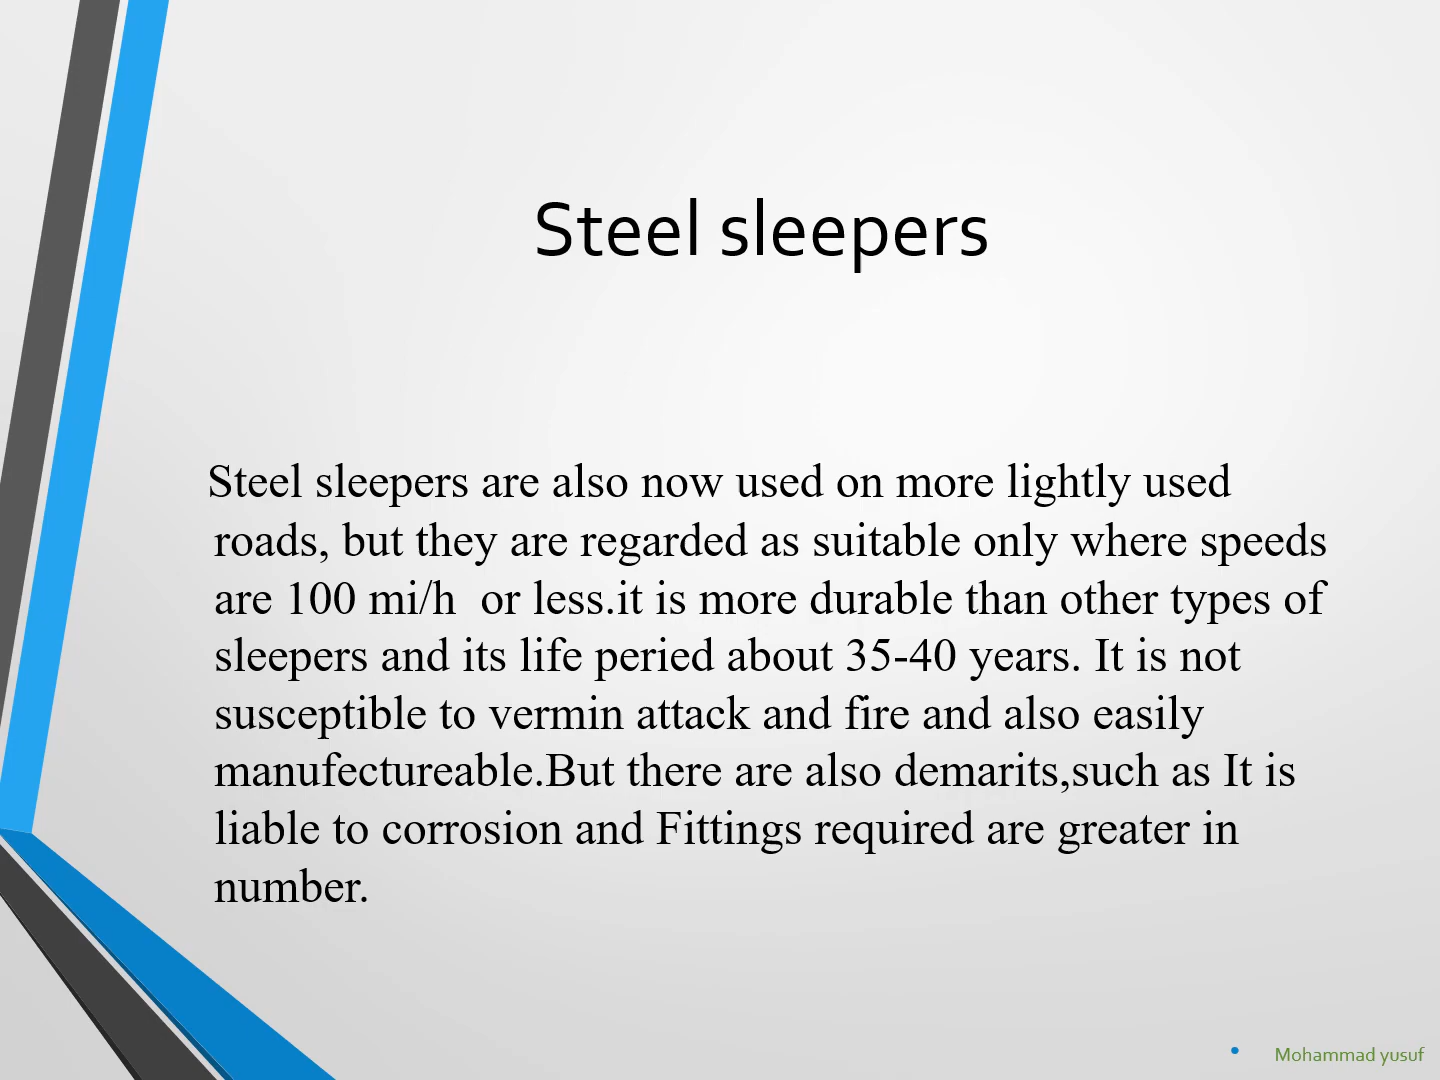 Steel sleepers
Steel sleepers are also now used on more lightly used
roads, but they are regarded as suitable only where speeds
are 100 mi/h  or less.it is more durable than other types of
sleepers and its life peried about 35-40 years. It is not
susceptible to vermin attack and fire and also easily
manufectureable.But there are also demarits,such as It is
liable to corrosion and Fittings required are greater in
number.
• Mohammad yusuf